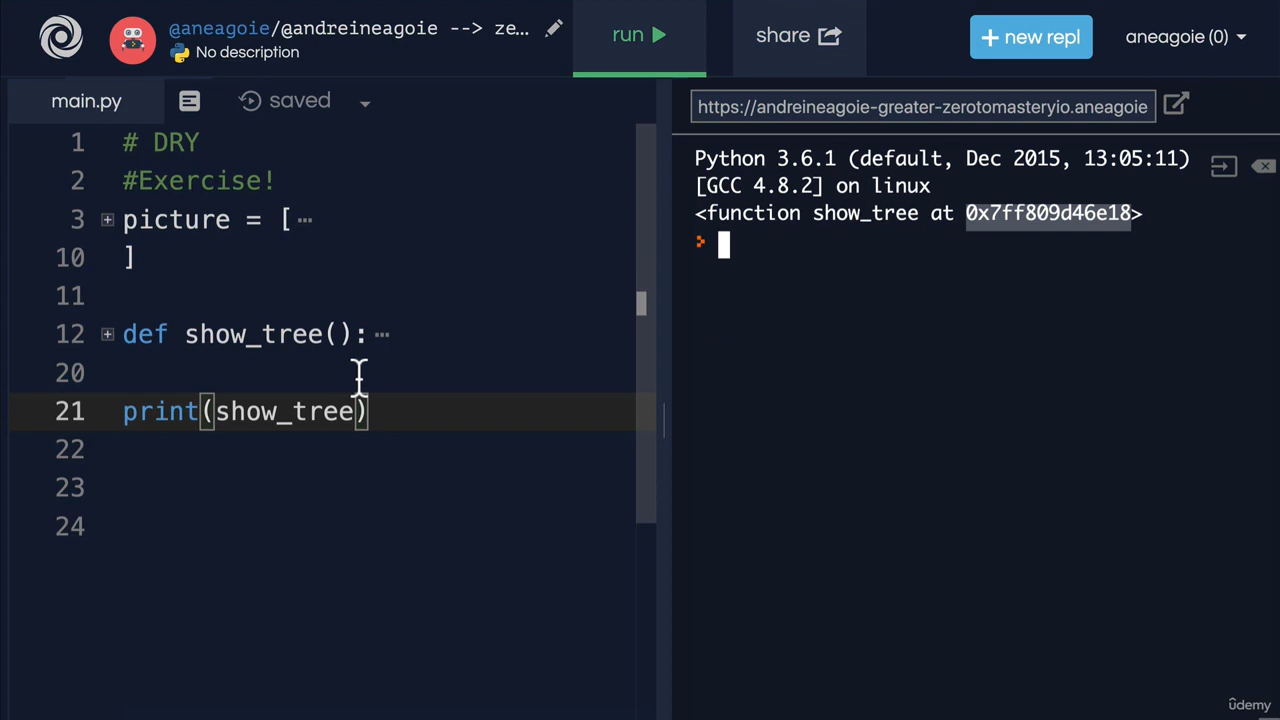 @aneagoie/@andreineagoie --> ze...
No description
run
share
+ new repl
aneagoie (0)
main.py
saved
https://andreineagoie-greater-zerotomasteryio.aneagoie
1 # DRY
2 #Exercise!
3 picture = [ ...
10 ]
11
12 def show_tree(): ...
20
21 print(show_tree)
22
23
24
Python 3.6.1 (default, Dec 2015, 13:05:11)
[GCC 4.8.2] on linux
<function show_tree at 0x7ff809d46e18>
ûdemy